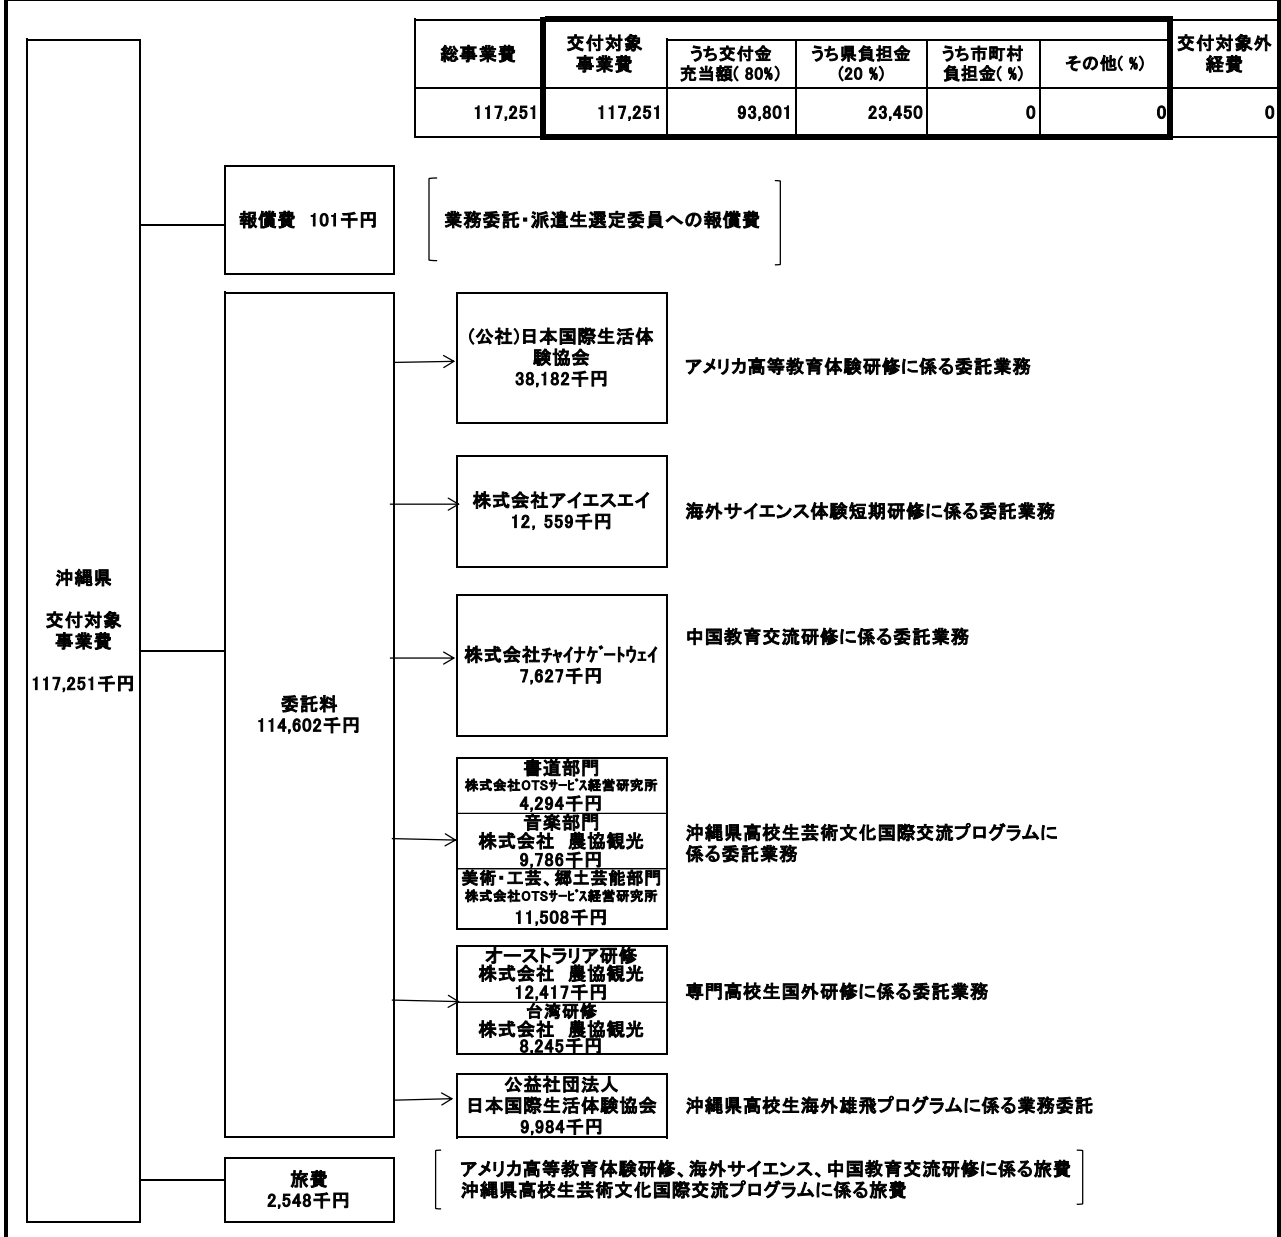 総事業費
交付対象
事業費
うち交付金
充当額(80%)
うち県負担金
(20 %)
うち市町村
負担金( %)
その他( %)
交付対象外
経費
117,251
117,251
93,801
23,450
0
0
0
沖縄県
交付対象
事業費
117,251千円
報償費 101千円
業務委託・派遣生選定委員への報償費
委託料
114,602千円
(公社)日本国際生活体
験協会
38,182千円
アメリカ高等教育体験研修に係る委託業務
株式会社アイエスエイ
12, 559千円
海外サイエンス体験短期研修に係る委託業務
株式会社ﾁｬｲﾅｹﾞｰﾄｳｪｲ
7,627千円
中国教育交流研修に係る委託業務
書道部門
株式会社OTSｻｰﾋﾞｽ経営研究所
4,294千円
音楽部門
株式会社 農協観光
9,786千円
美術・工芸、郷土芸能部門
株式会社OTSｻｰﾋﾞｽ経営研究所
11,508千円
沖縄県高校生芸術文化国際交流プログラムに
係る委託業務
オーストラリア研修
株式会社 農協観光
12,417千円
台湾研修
株式会社 農協観光
8,245千円
専門高校生国外研修に係る委託業務
公益社団法人
日本国際生活体験協会
9,984千円
沖縄県高校生海外雄飛プログラムに係る業務委託
旅費
2,548千円
アメリカ高等教育体験研修、海外サイエンス、中国教育交流研修に係る旅費
沖縄県高校生芸術文化国際交流プログラムに係る旅費